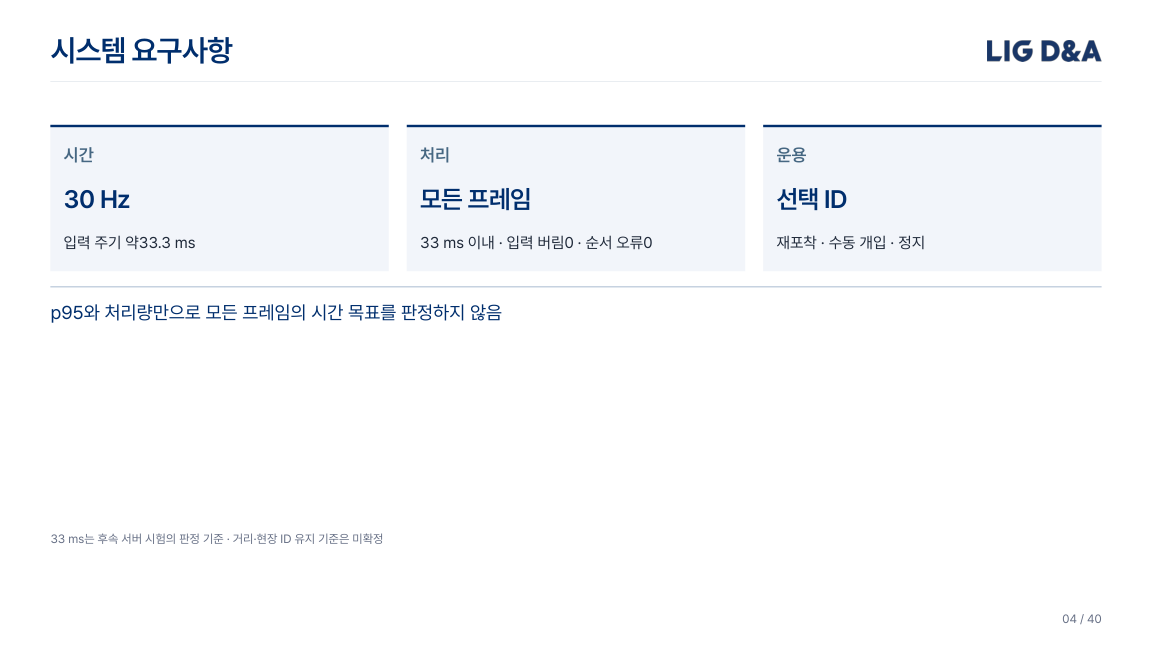 시스템 요구사항
LIG D&A
시간
30 Hz
입력 주기 약33.3 ms
처리
모든 프레임
33 ms 이내 · 입력 버림0 · 순서 오류0
운용
선택 ID
재포착 · 수동 개입 · 정지
p95와 처리량만으로 모든 프레임의 시간 목표를 판정하지 않음
33 ms는 후속 서버 시험의 판정 기준 · 거리·현장 ID 유지 기준은 미확정
04 / 40